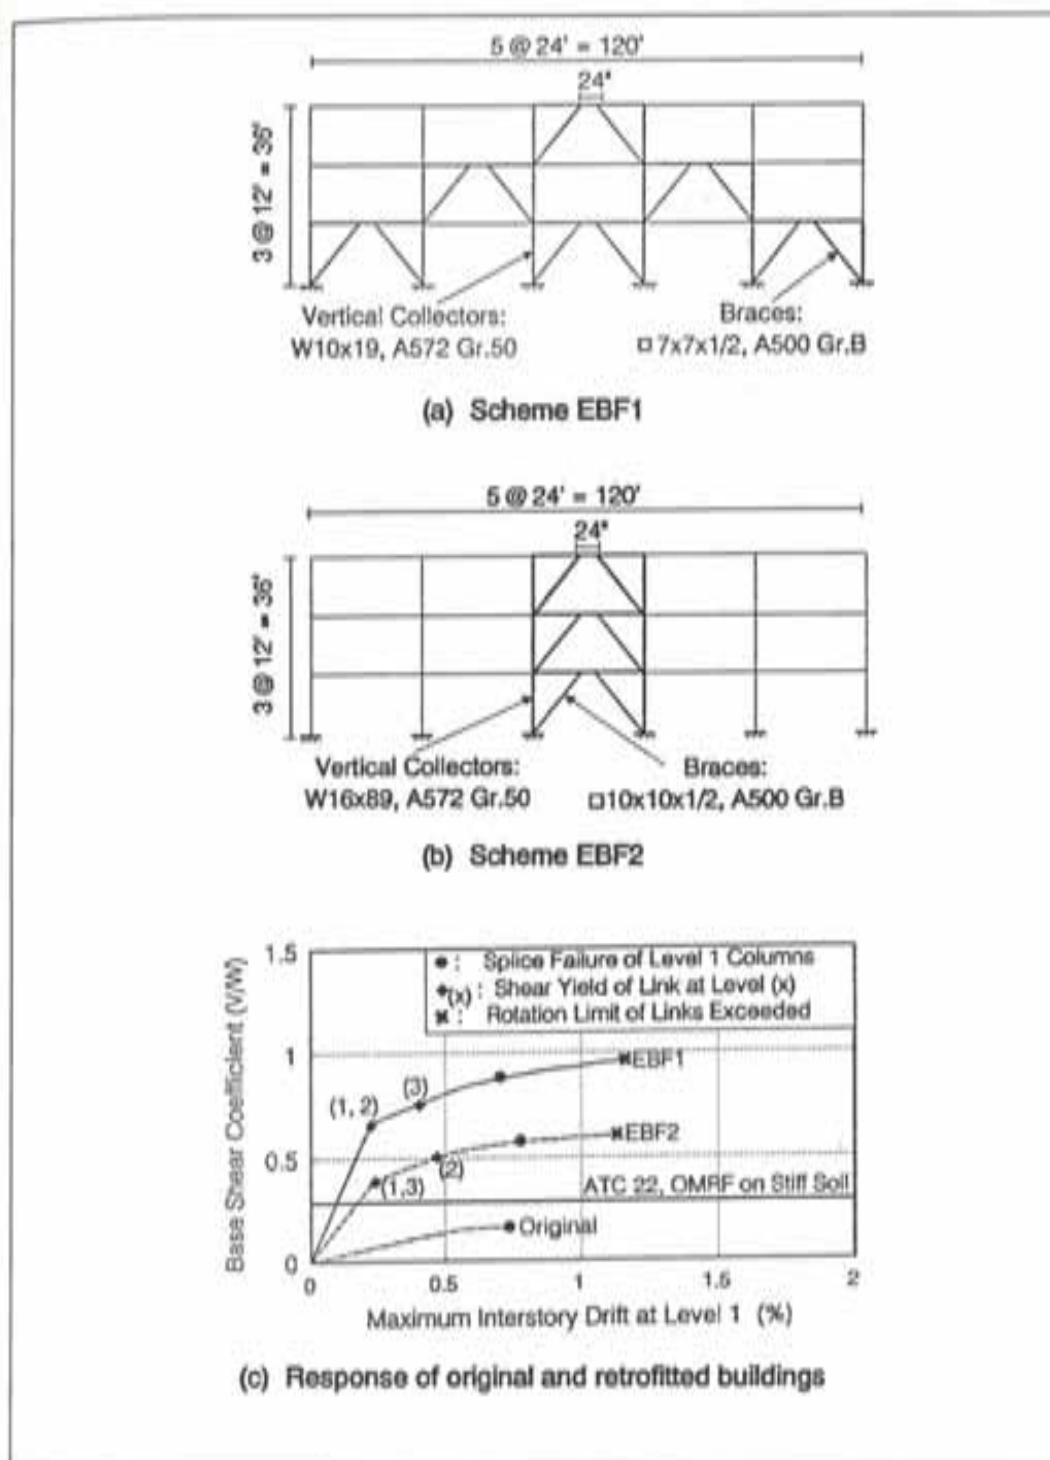 5 @ 24' = 120'
24"
3 @ 12' = 36'
Vertical Collectors:
W10x19, A572 Gr.50
Braces:
□ 7x7x1/2, A500 Gr.B
(a) Scheme EBF1
5 @ 24' = 120'
24"
3 @ 12' = 36'
Vertical Collectors:
W16x89, A572 Gr.50
Braces:
□10x10x1/2, A500 Gr.B
(b) Scheme EBF2
Base Shear Coefficient (V/W)
1.5
1
0.5
0
● : Splice Failure of Level 1 Columns
◆(x) : Shear Yield of Link at Level (x)
✖ : Rotation Limit of Links Exceeded
EBF1
(3)
(1, 2)
EBF2
(2)
(1,3)
ATC 22, OMRF on Stiff Soil
Original
0
0.5
1
1.5
2
Maximum Interstory Drift at Level 1 (%)
(c) Response of original and retrofitted buildings